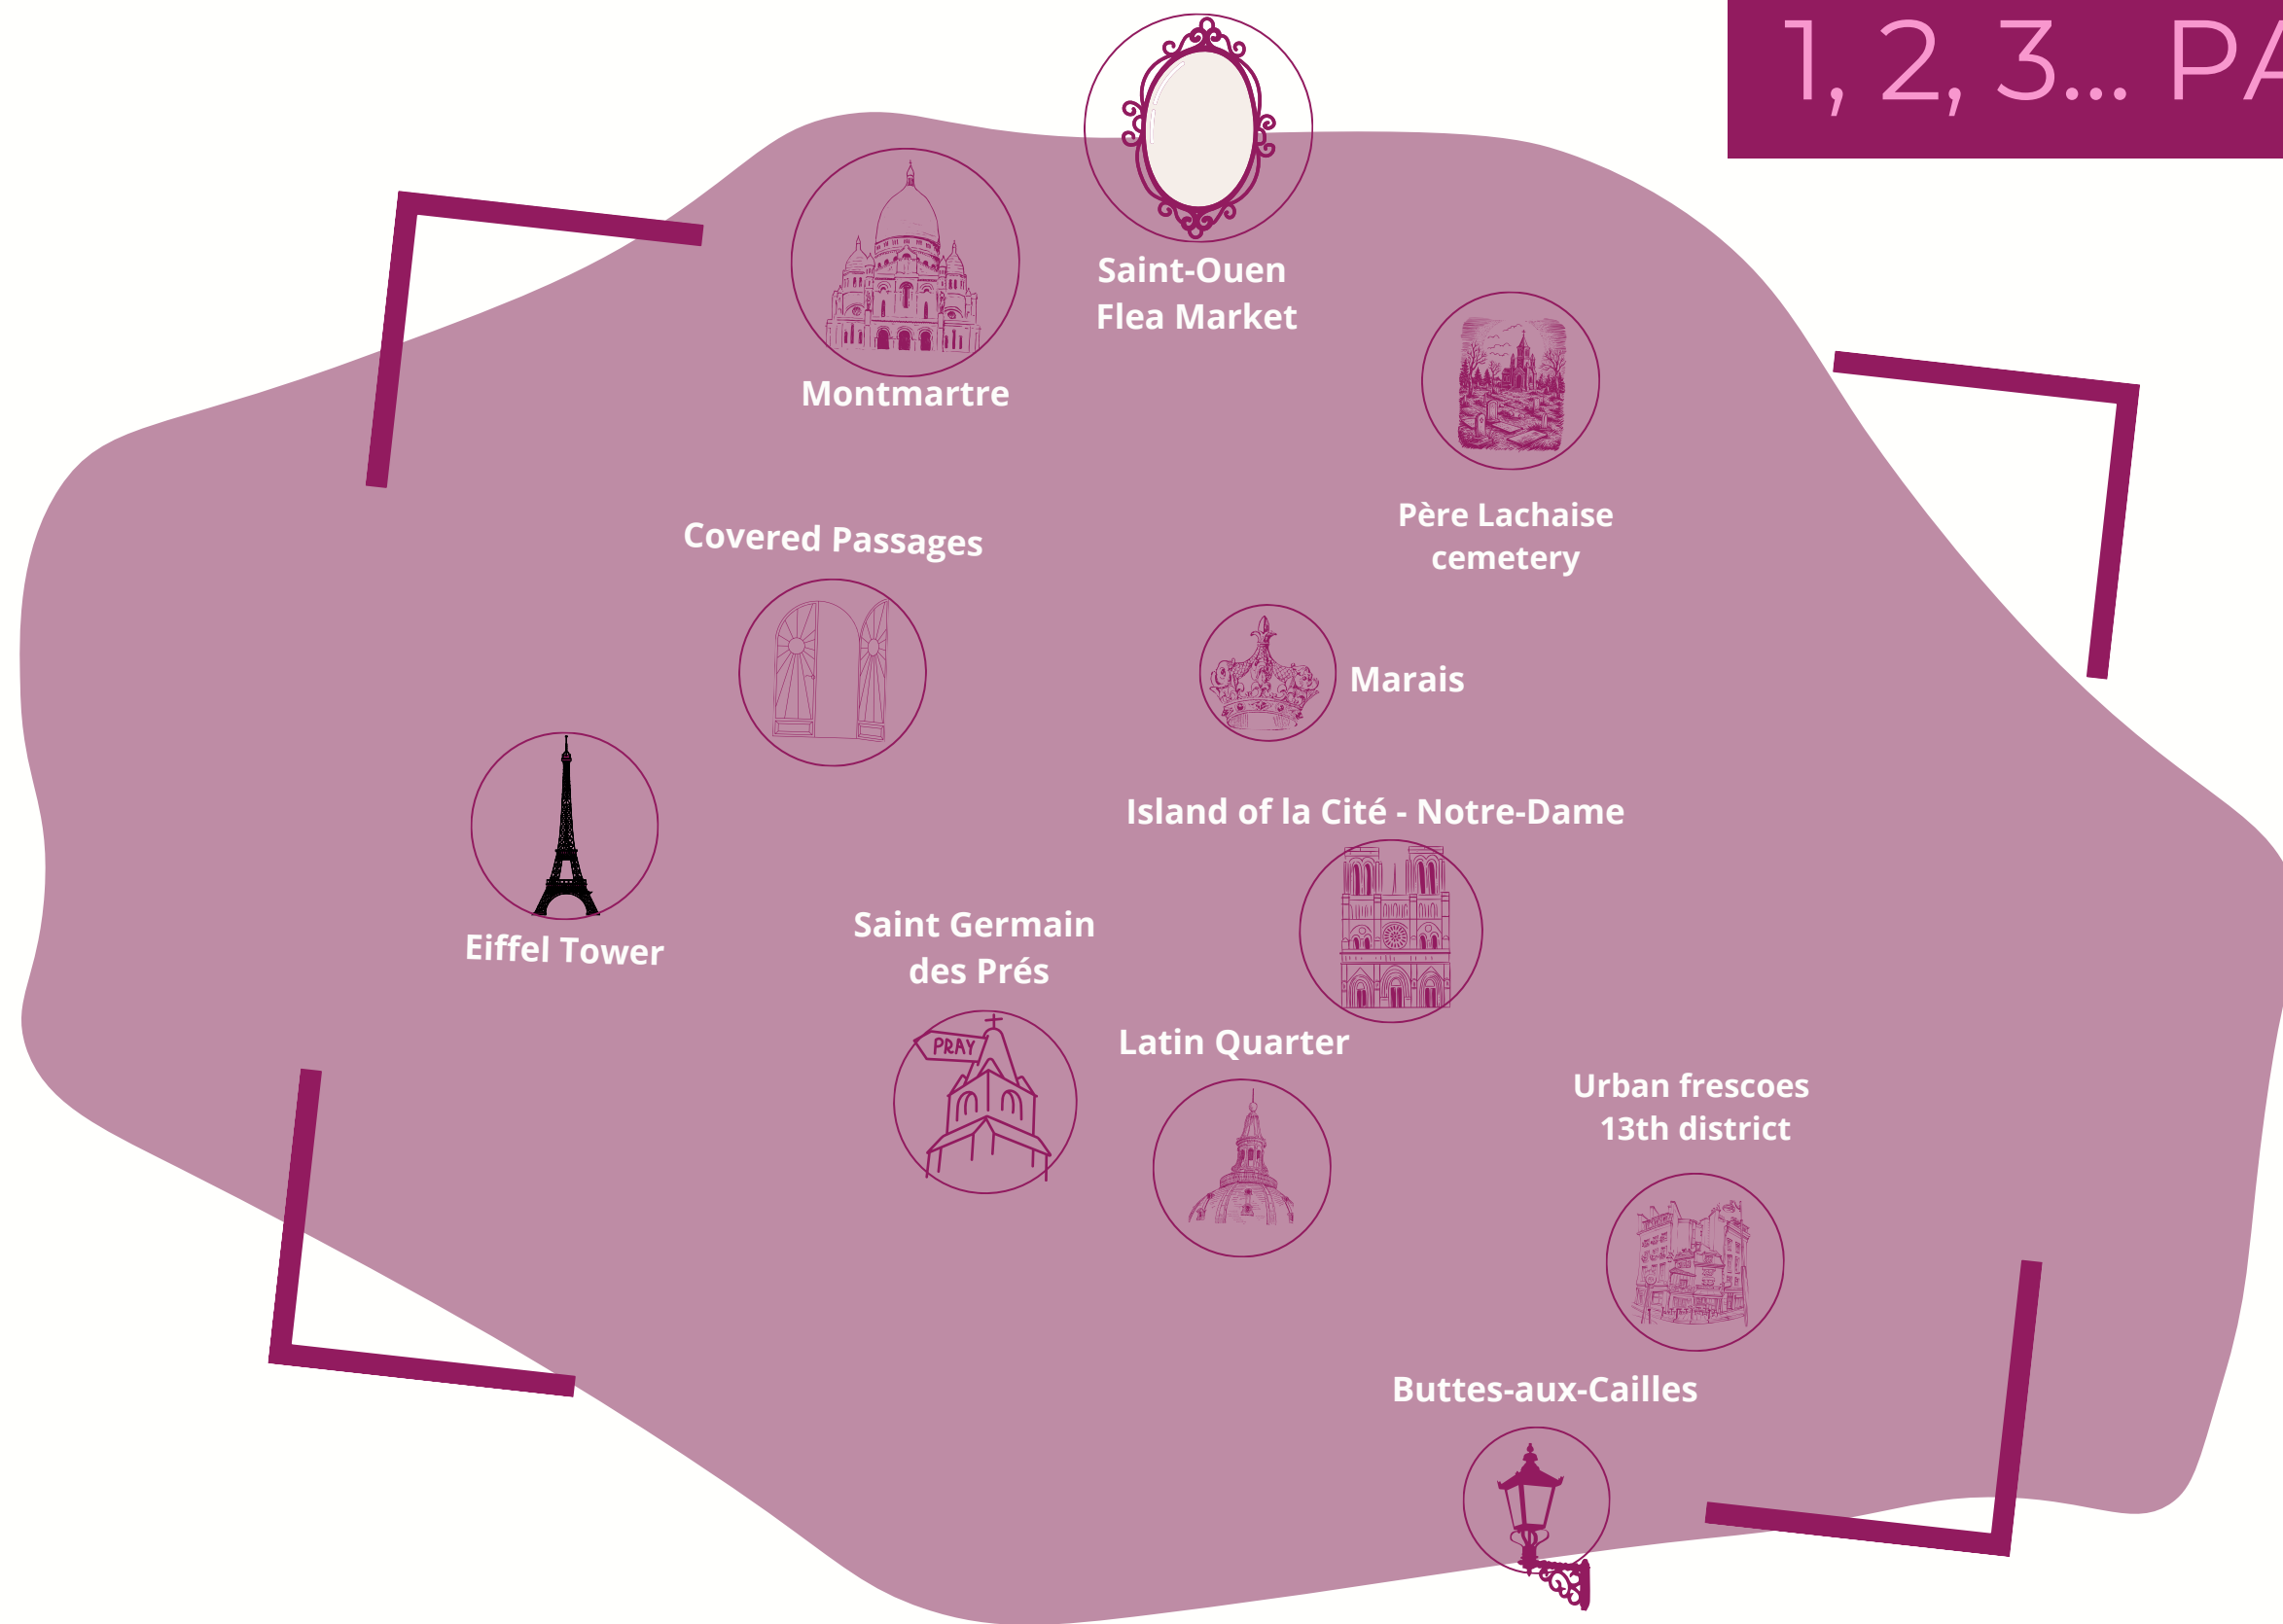 1, 2, 3... PA
Saint-Ouen
Flea Market
Montmartre
Père Lachaise
cemetery
Covered Passages
Marais
Island of la Cité - Notre-Dame
Eiffel Tower
Saint Germain
des Prés
PRAY
Latin Quarter
Urban frescoes
13th district
Buttes-aux-Cailles